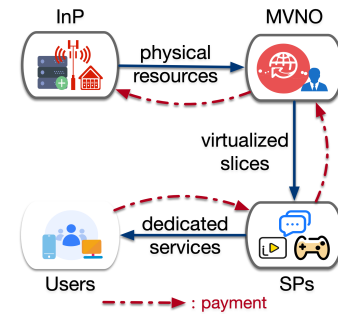 InP
MVNO
physical
resources
virtualized
slices
dedicated
services
Users
SPs
: payment